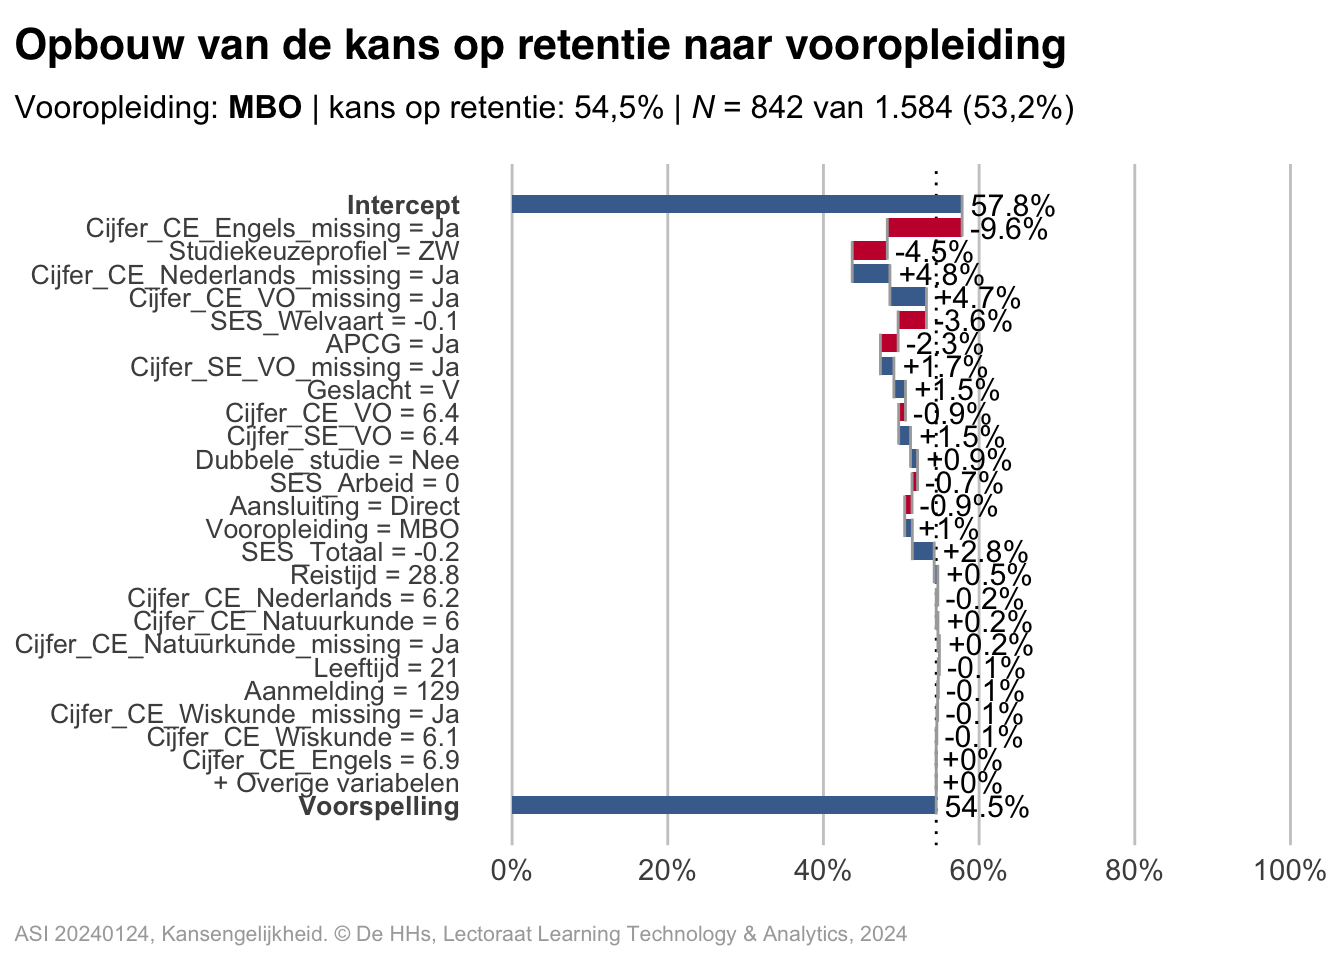 Opbouw van de kans op retentie naar vooropleiding
Vooropleiding: MBO | kans op retentie: 54,5% | N = 842 van 1.584 (53,2%)
Intercept 57.8%
Cijfer_CE_Engels_missing = Ja -9.6%
Studiekeuzeprofiel = ZW -4.5%
Cijfer_CE_Nederlands_missing = Ja +4.8%
Cijfer_CE_VO_missing = Ja +4.7%
SES_Welvaart = -0.1 -3.6%
APCG = Ja -2.3%
Cijfer_SE_VO_missing = Ja +1.7%
Geslacht = V +1.5%
Cijfer_CE_VO = 6.4 -0.9%
Cijfer_SE_VO = 6.4 +1.5%
Dubbele_studie = Nee +0.9%
SES_Arbeid = 0 -0.7%
Aansluiting = Direct -0.9%
Vooropleiding = MBO +1%
SES_Totaal = -0.2 +2.8%
Reistijd = 28.8 +0.5%
Cijfer_CE_Nederlands = 6.2 -0.2%
Cijfer_CE_Natuurkunde = 6 +0.2%
Cijfer_CE_Natuurkunde_missing = Ja +0.2%
Leeftijd = 21 -0.1%
Aanmelding = 129 -0.1%
Cijfer_CE_Wiskunde_missing = Ja -0.1%
Cijfer_CE_Wiskunde = 6.1 -0.1%
Cijfer_CE_Engels = 6.9 +0%
+ Overige variabelen +0%
Voorspelling 54.5%
0% 20% 40% 60% 80% 100%
ASI 20240124, Kansengelijkheid. © De HHs, Lectoraat Learning Technology & Analytics, 2024